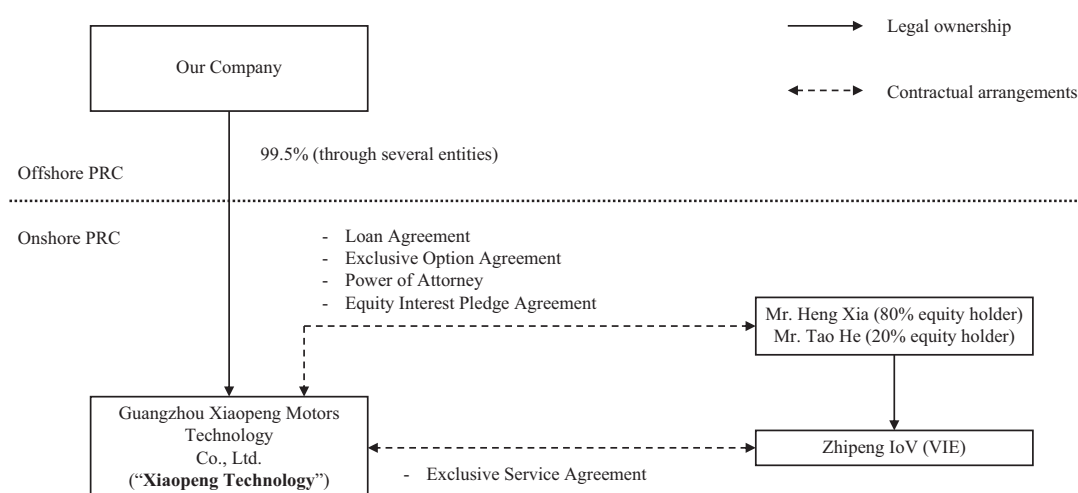 Legal ownership
Our Company
Contractual arrangements
99.5% (through several entities)
Offshore PRC
Onshore PRC
- Loan Agreement
- Exclusive Option Agreement
- Power of Attorney
- Equity Interest Pledge Agreement
Mr. Heng Xia (80% equity holder)
Mr. Tao He (20% equity holder)
Guangzhou Xiaopeng Motors
Technology
Co., Ltd.
(“Xiaopeng Technology”)
Zhipeng IoV (VIE)
- Exclusive Service Agreement